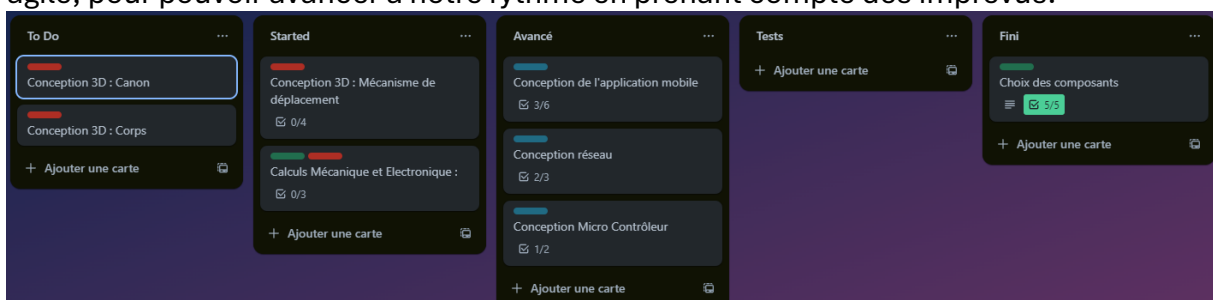 agile, pour pouvoir avancer à notre rythme en prenant compte des imprévus.
To Do
Conception 3D : Canon
Conception 3D : Corps
+ Ajouter une carte
Started
Conception 3D : Mécanisme de
déplacement
0/4
Calculs Mécanique et Electronique :
0/3
+ Ajouter une carte
Avancé
Conception de l'application mobile
3/6
Conception réseau
2/3
Conception Micro Contrôleur
1/2
+ Ajouter une carte
Tests
+ Ajouter une carte
Fini
Choix des composants
5/5
+ Ajouter une carte